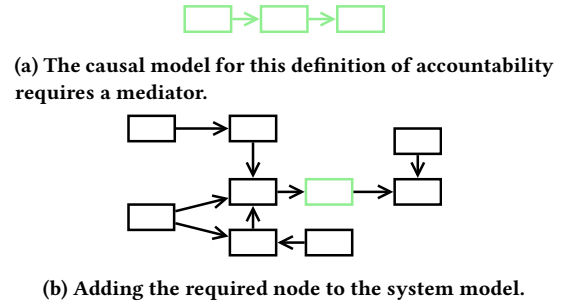 (a) The causal model for this definition of accountability
requires a mediator.
(b) Adding the required node to the system model.